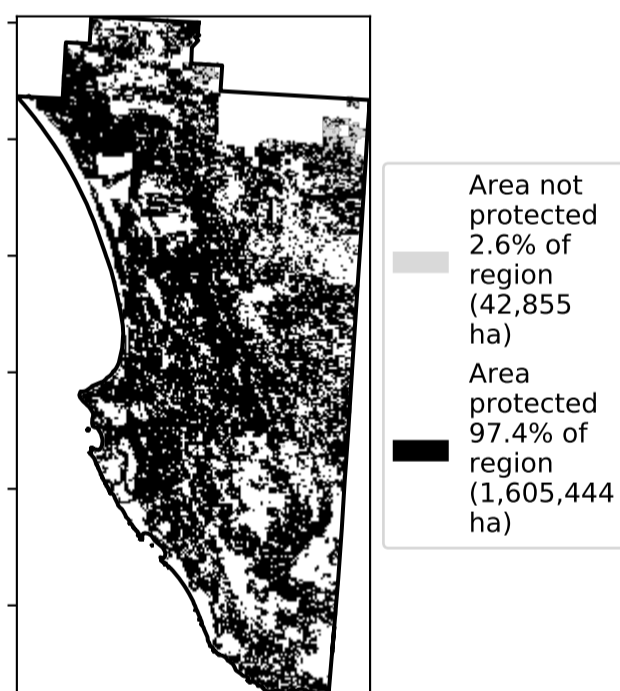 Area not
protected
2.6% of
region
(42,855
ha)
Area
protected
97.4% of
region
(1,605,444
ha)